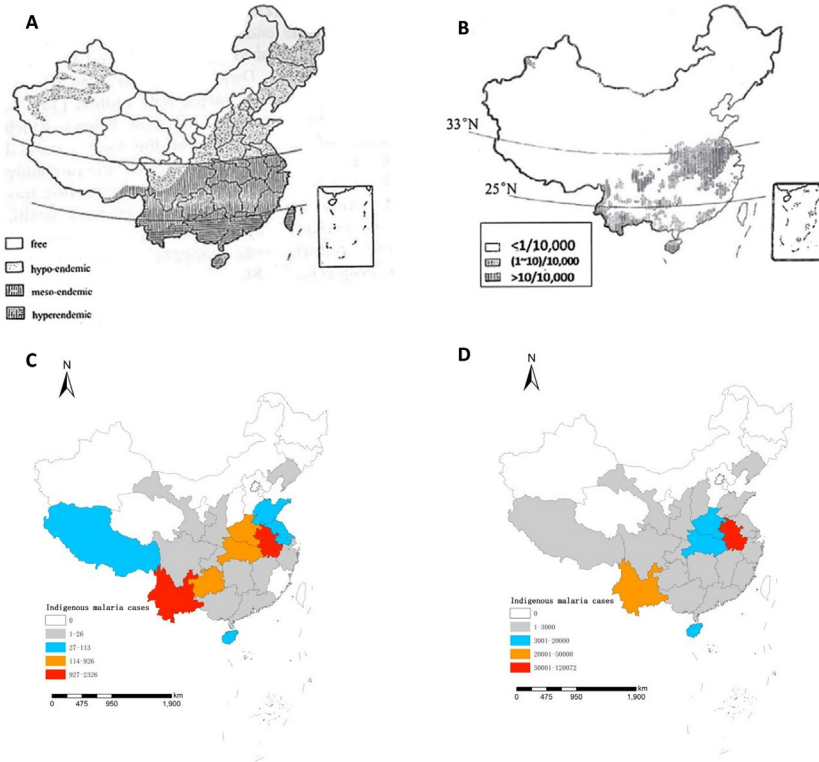 A
free
hypo-endemic
meso-endemic
hyperendemic
B
33°N
25°N
<1/10,000
(1~10)/10,000
>10/10,000
C
N
Indigenous malaria cases
0
1-26
27-113
114-926
927-2326
0 475 950 1,900
km
D
N
Indigenous malaria cases
0
1-3000
3001-20000
20001-50000
50001-120072
0 475 950 1,900
km